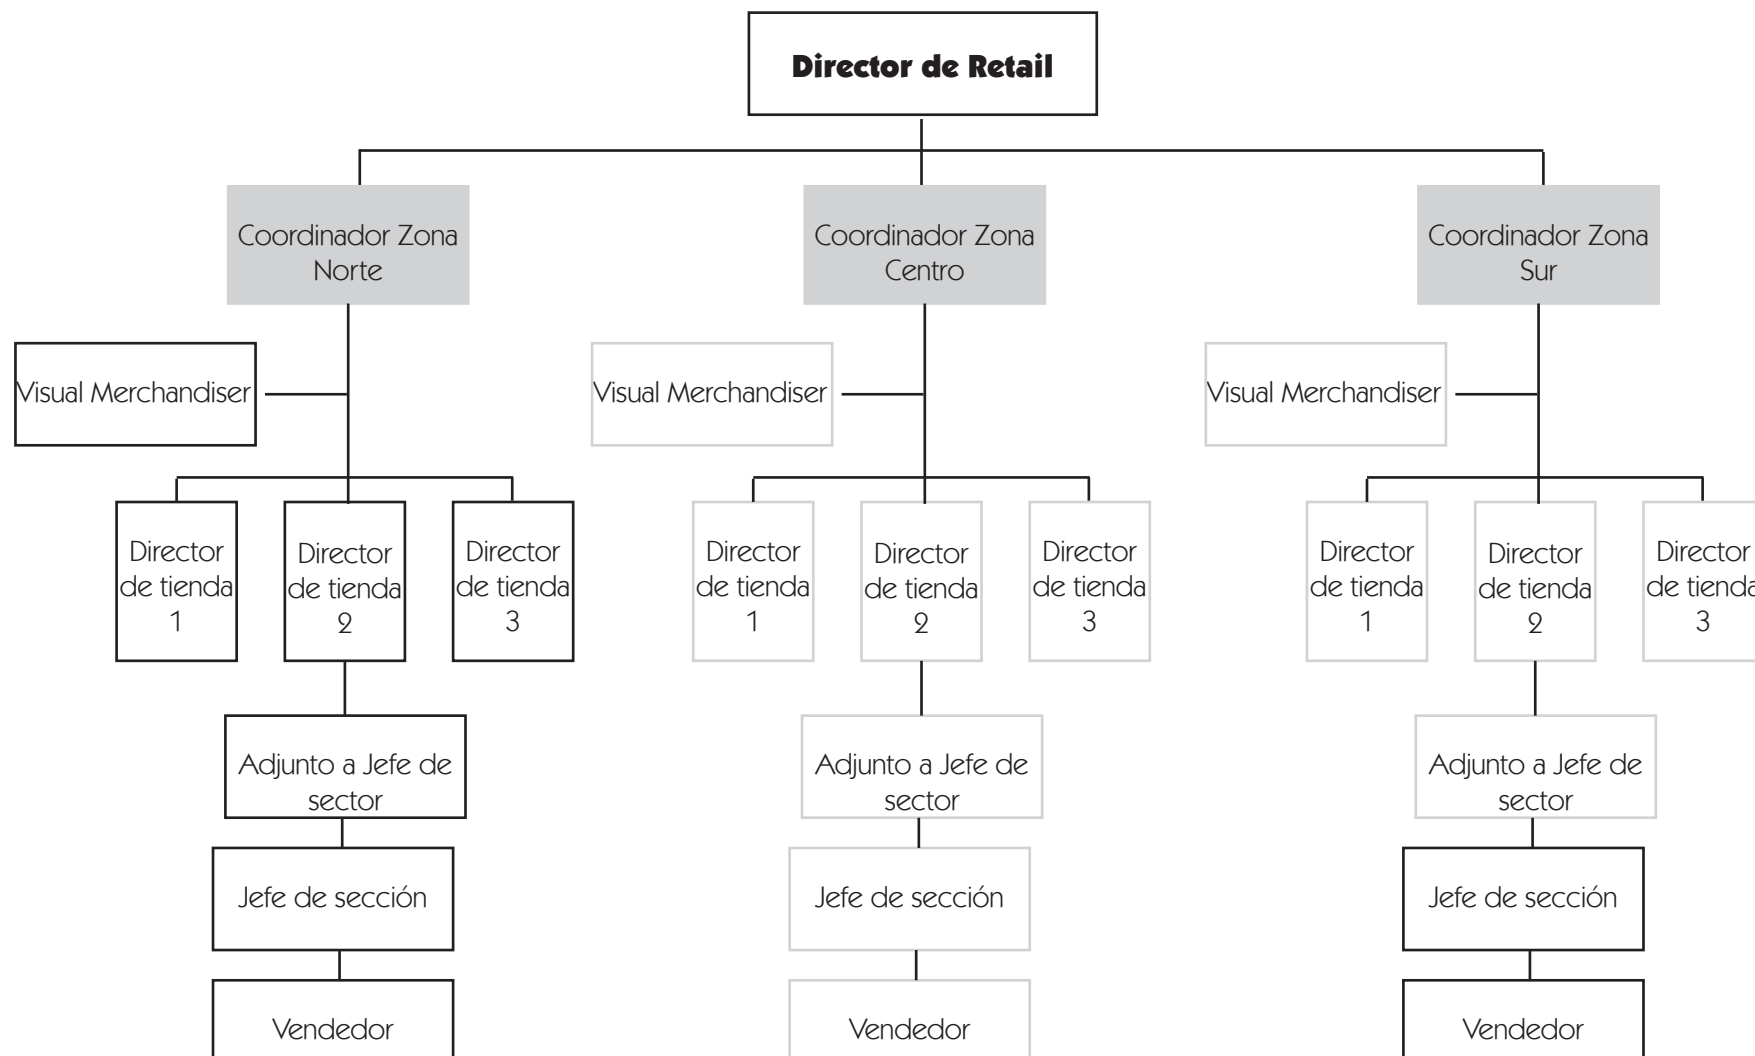 Director de Retail
Coordinador Zona
Norte
Coordinador Zona
Centro
Coordinador Zona
Sur
Visual Merchandiser
Visual Merchandiser
Visual Merchandiser
Director
de tienda
1
Director
de tienda
2
Director
de tienda
3
Director
de tienda
1
Director
de tienda
2
Director
de tienda
3
Director
de tienda
1
Director
de tienda
2
Director
de tienda
3
Adjunto a Jefe de
sector
Adjunto a Jefe de
sector
Adjunto a Jefe de
sector
Jefe de sección
Jefe de sección
Jefe de sección
Vendedor
Vendedor
Vendedor